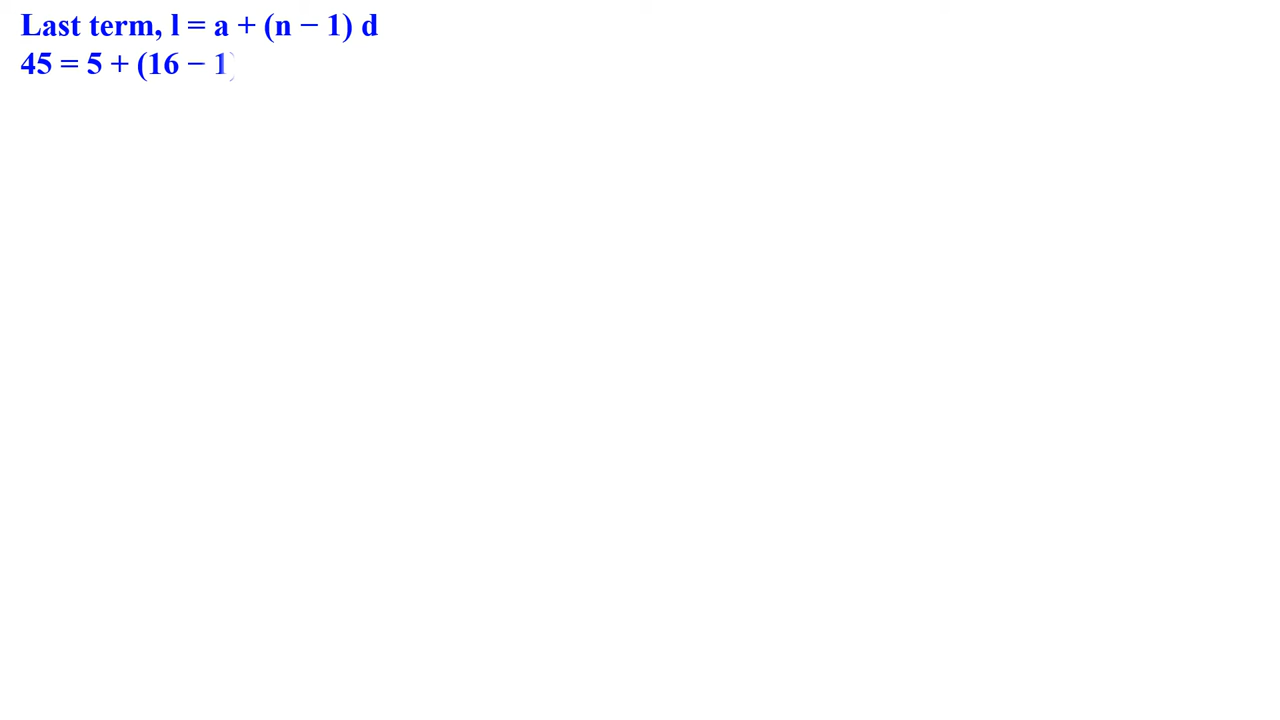 Last term, l = a + (n − 1) d
45 = 5 + (16 − 1)